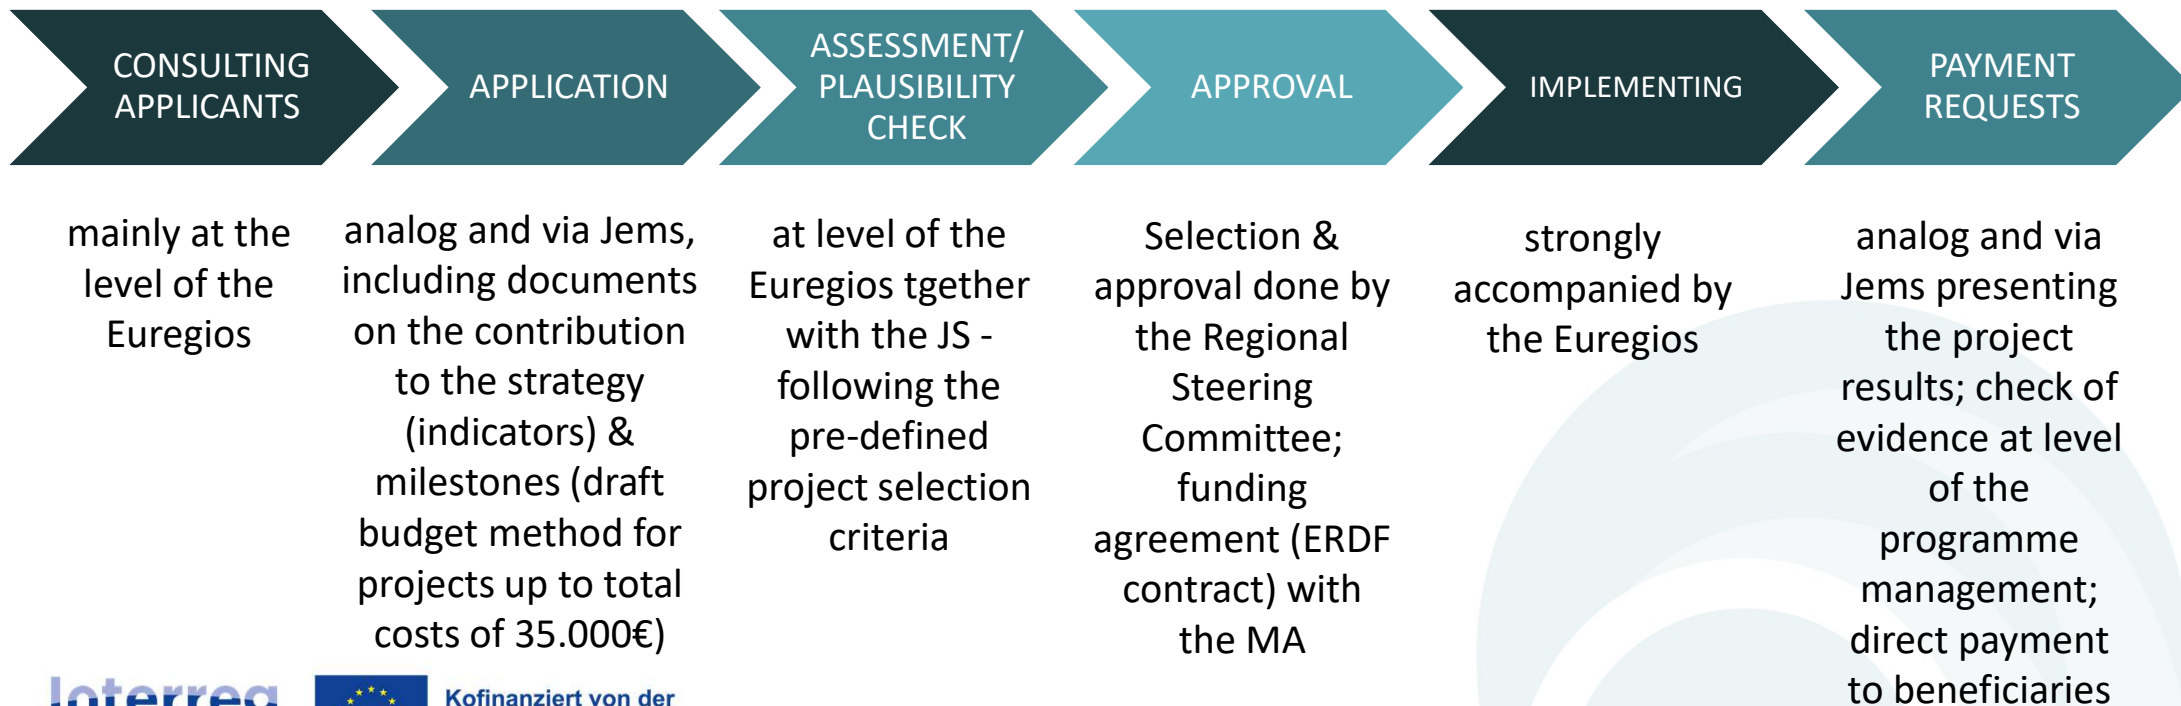 CONSULTING
APPLICANTS
APPLICATION
ASSESSMENT/
PLAUSIBILITY
CHECK
APPROVAL
IMPLEMENTING
PAYMENT
REQUESTS
mainly at the
level of the
Euregios
analog and via Jems,
including documents
on the contribution
to the strategy
(indicators) &
milestones (draft
budget method for
projects up to total
costs of 35.000€)
at level of the
Euregios tgether
with the JS -
following the
pre-defined
project selection
criteria
Selection &
approval done by
the Regional
Steering
Committee;
funding
agreement (ERDF
contract) with
the MA
strongly
accompanied by
the Euregios
analog and via
Jems presenting
the project
results; check of
evidence at level
of the
programme
management;
direct payment
to beneficiaries
Interreg
Kofinanziert von der